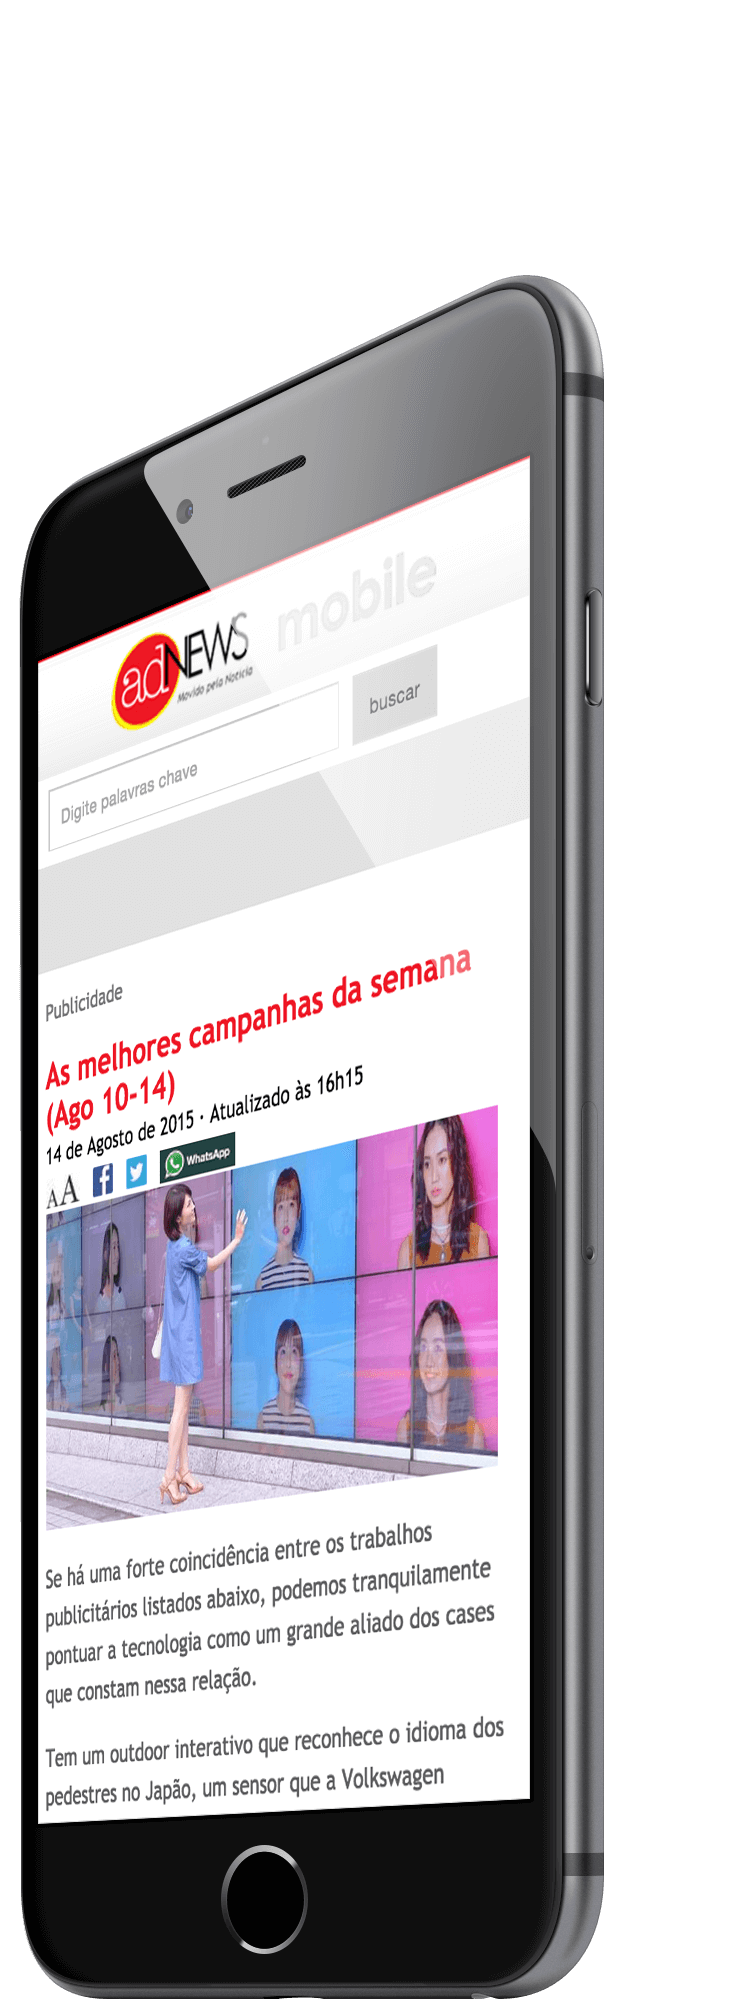 adNEWS mobile
Movido pela Notícia
Digite palavras chave
buscar
Publicidade
As melhores campanhas da semana
(Ago 10-14)
14 de Agosto de 2015 · Atualizado às 16h15
AA
WhatsApp
Se há uma forte coincidência entre os trabalhos
publicitários listados abaixo, podemos tranquilamente
pontuar a tecnologia como um grande aliado dos cases
que constam nessa relação.
Tem um outdoor interativo que reconhece o idioma dos
pedestres no Japão, um sensor que a Volkswagen